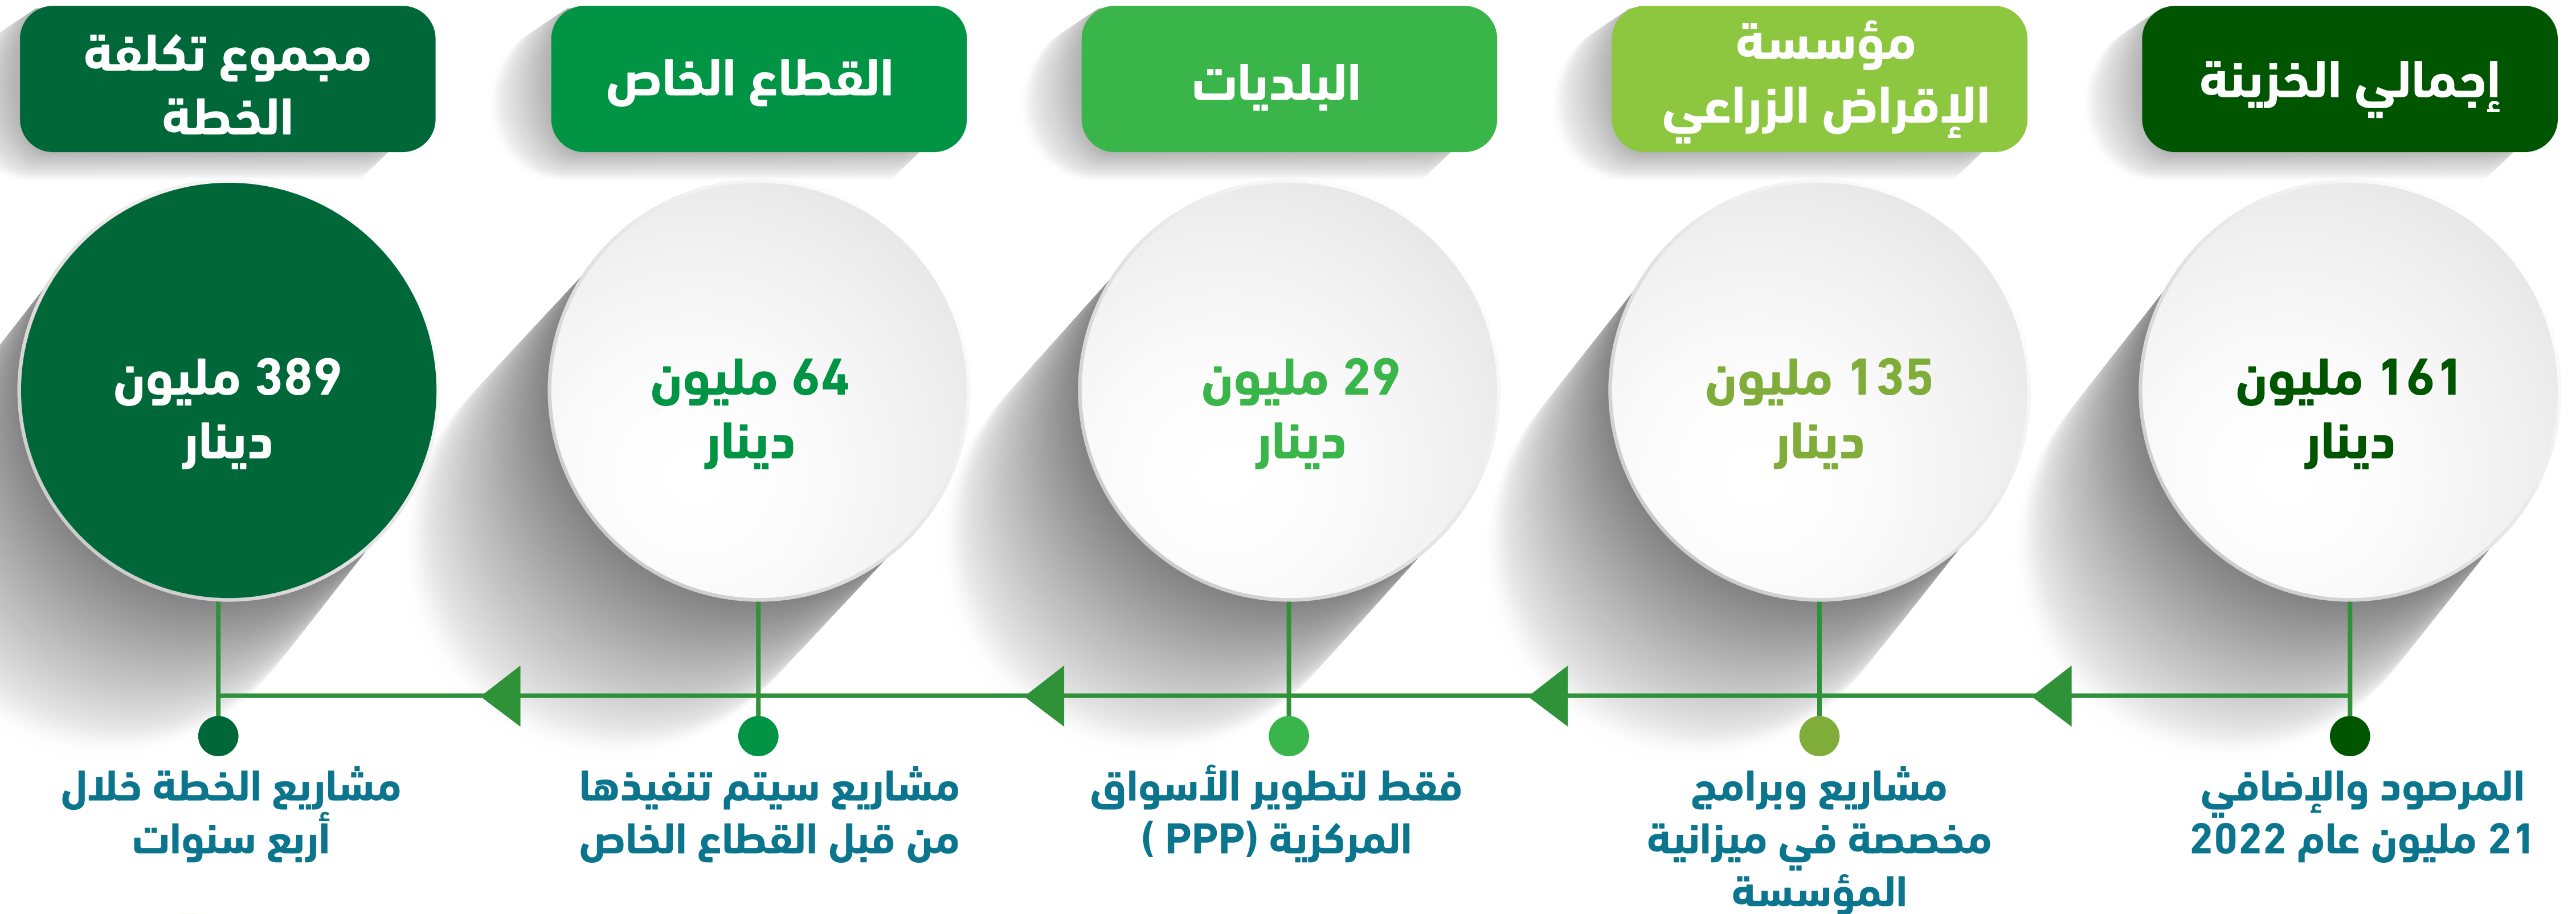 إجمالي الخزينة
161 مليون
دينار
المرصود والإضافي
21 مليون عام 2022
مؤسسة
الإقراض الزراعي
135 مليون
دينار
مشاريع وبرامج
مخصصة في ميزانية
المؤسسة
البلديات
29 مليون
دينار
فقط لتطوير الأسواق
المركزية (PPP )
القطاع الخاص
64 مليون
دينار
مشاريع سيتم تنفيذها
من قبل القطاع الخاص
مجموع تكلفة
الخطة
389 مليون
دينار
مشاريع الخطة خلال
أربع سنوات